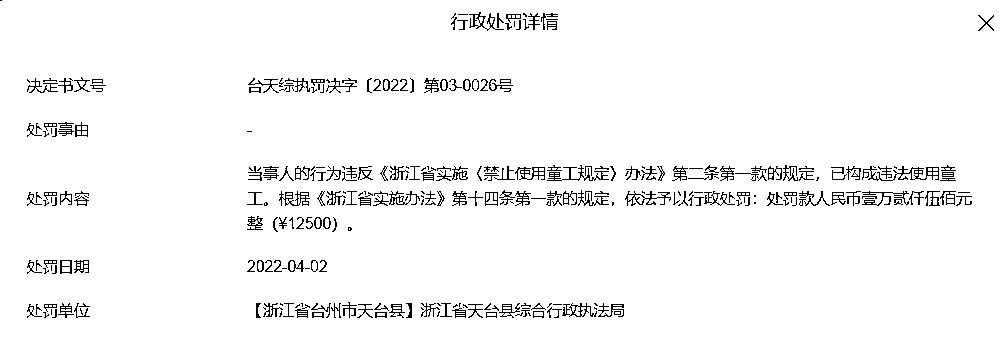 行政处罚详情
决定书文号 台天综执罚决字〔2022〕第03-0026号
处罚事由 -
处罚内容 当事人的行为违反《浙江省实施〈禁止使用童工规定〉办法》第二条第一款的规定，已构成违法使用童
工。根据《浙江省实施办法》第十四条第一款的规定，依法予以行政处罚：处罚款人民币壹万贰仟伍佰元
整（¥12500）。
处罚日期 2022-04-02
处罚单位 【浙江省台州市天台县】浙江省天台县综合行政执法局